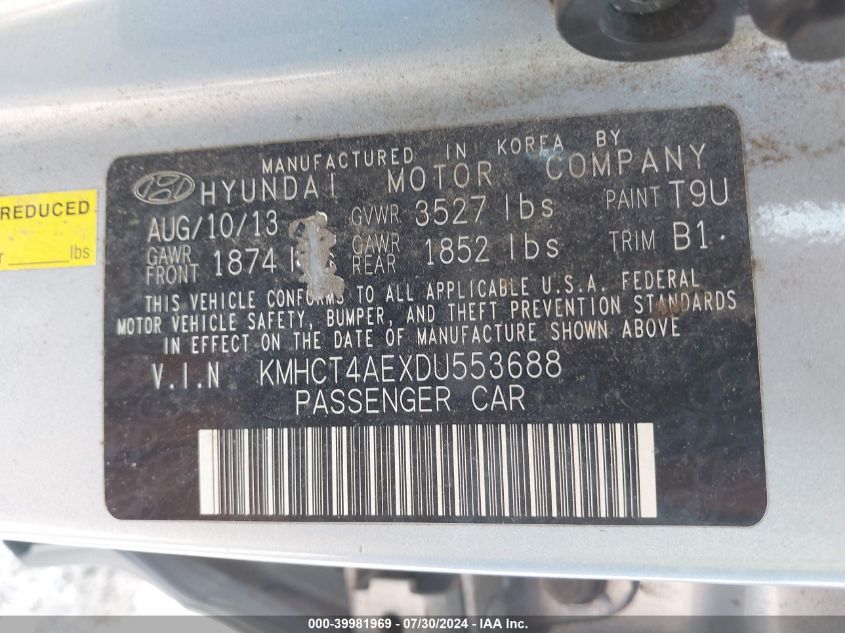 MANUFACTURED IN KOREA BY
HYUNDAI MOTOR COMPANY
AUG/10/13 GVWR 3527 lbs PAINT T9U
GAWR FRONT 1874 GAWR REAR 1852 lbs TRIM B1
THIS VEHICLE CONFORMS TO ALL APPLICABLE U.S.A. FEDERAL
MOTOR VEHICLE SAFETY, BUMPER, AND THEFT PREVENTION STANDARDS
IN EFFECT ON THE DATE OF MANUFACTURE SHOWN ABOVE
V.I.N KMHCT4AEXDU553688
PASSENGER CAR
REDUCED
lbs
000-39981969 - 07/30/2024 - IAA Inc.